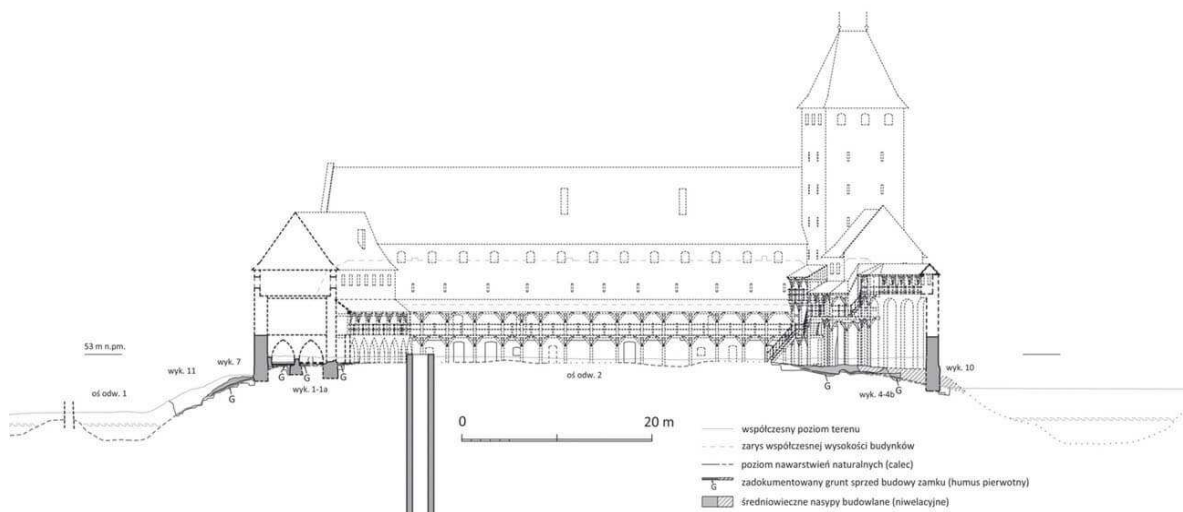 53 m n.pm.
wyk. 11
wyk. 7
oś odw. 1
G
G
G
wyk. 1-1a
G
G
oś odw. 2
G
wyk. 4-4b
G
wyk. 10
0 20 m
współczesny poziom terenu
zarys współczesnej wysokości budynków
poziom nawarstwień naturalnych (calec)
G
zadokumentowany grunt sprzed budowy zamku (humus pierwotny)
średniowieczne nasypy budowlane (niwelacyjne)